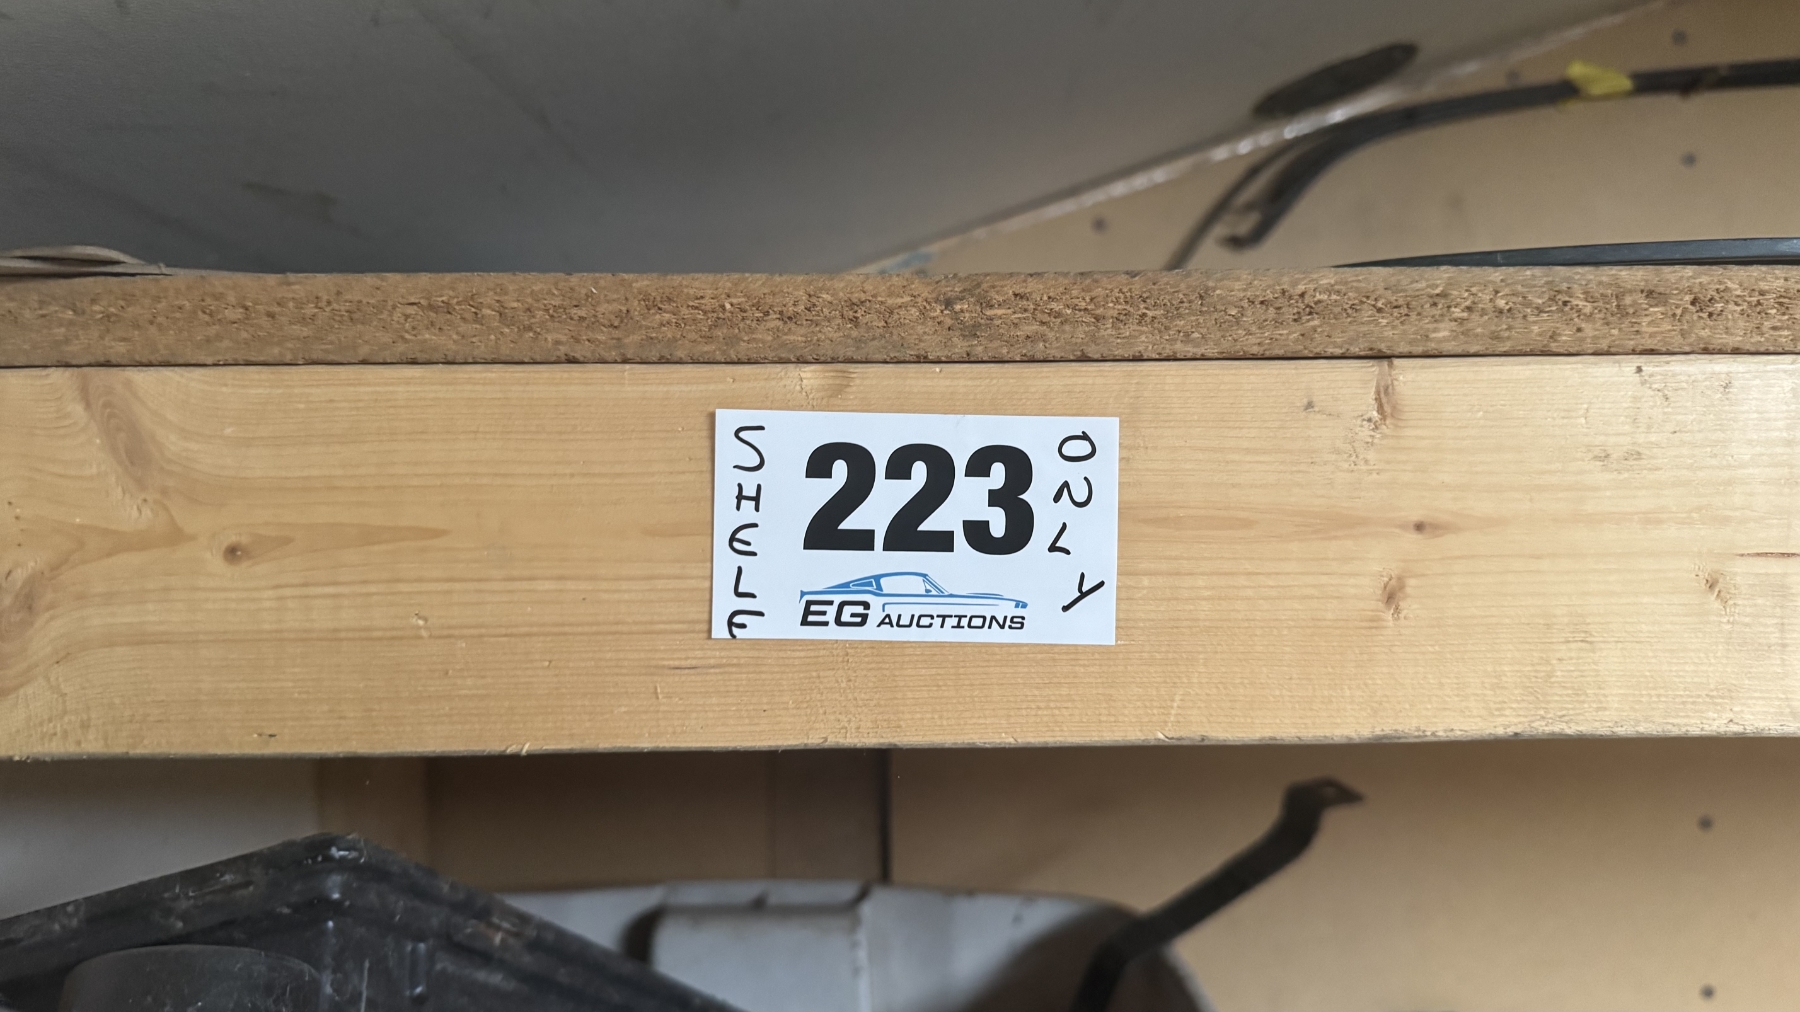 SHELF
223
ONLY
EG AUCTIONS